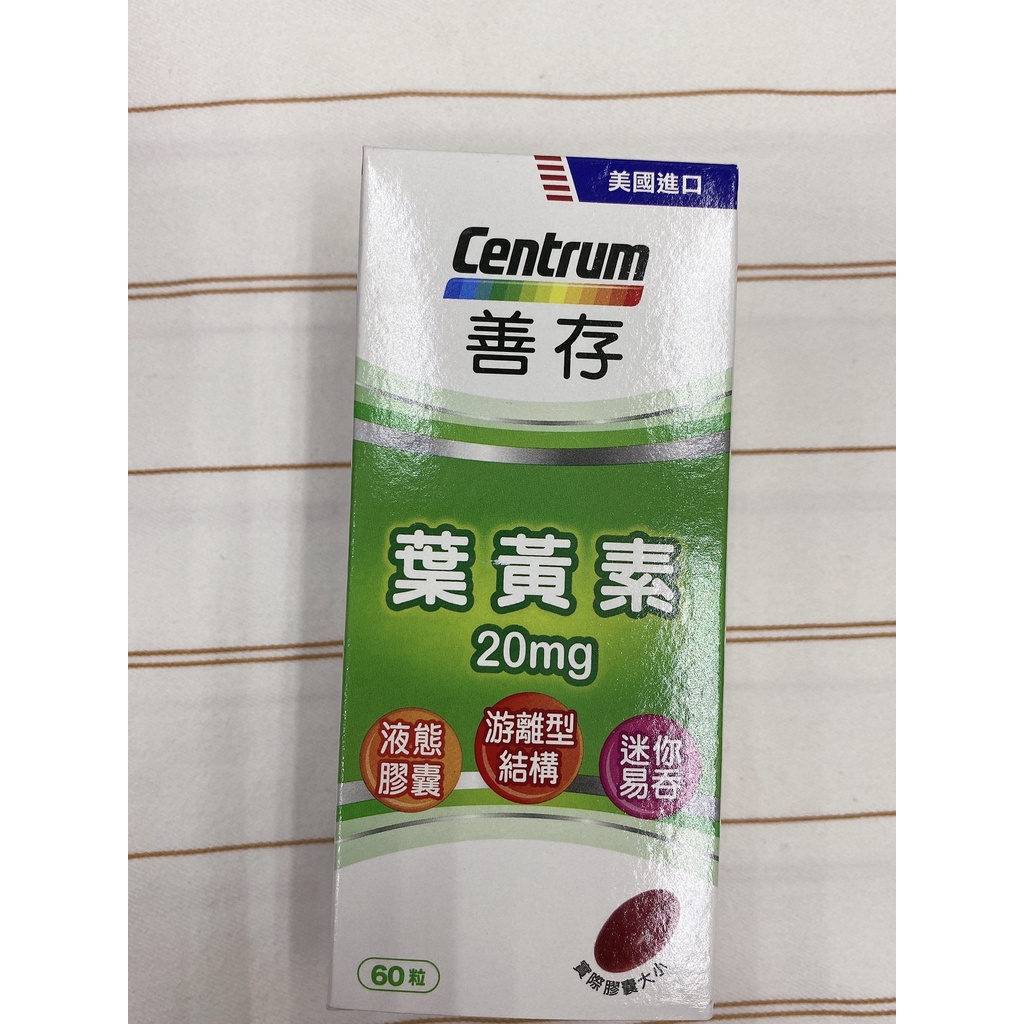 美國進口
Centrum
善存
葉黃素
20mg
液態
膠囊
游離型
結構
迷你
易吞
60粒
實際膠囊大小